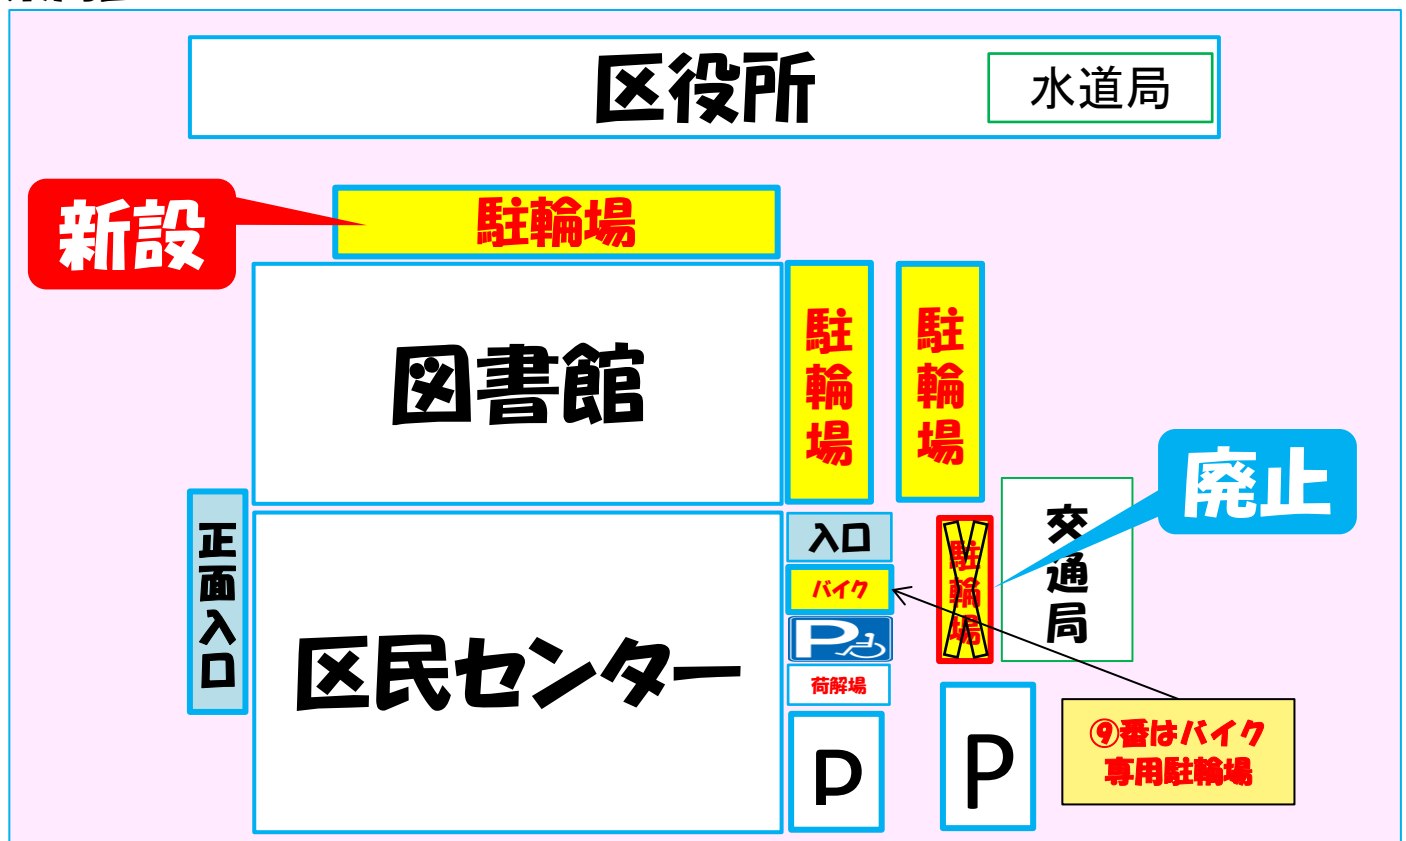 区役所
水道局
新設
駐輪場
図書館
駐輪場
駐輪場
廃止
正面入口
入口
バイク
駐輪場
交通局
P
荷解場
区民センター
P
P
⑨番はバイク
専用駐輪場